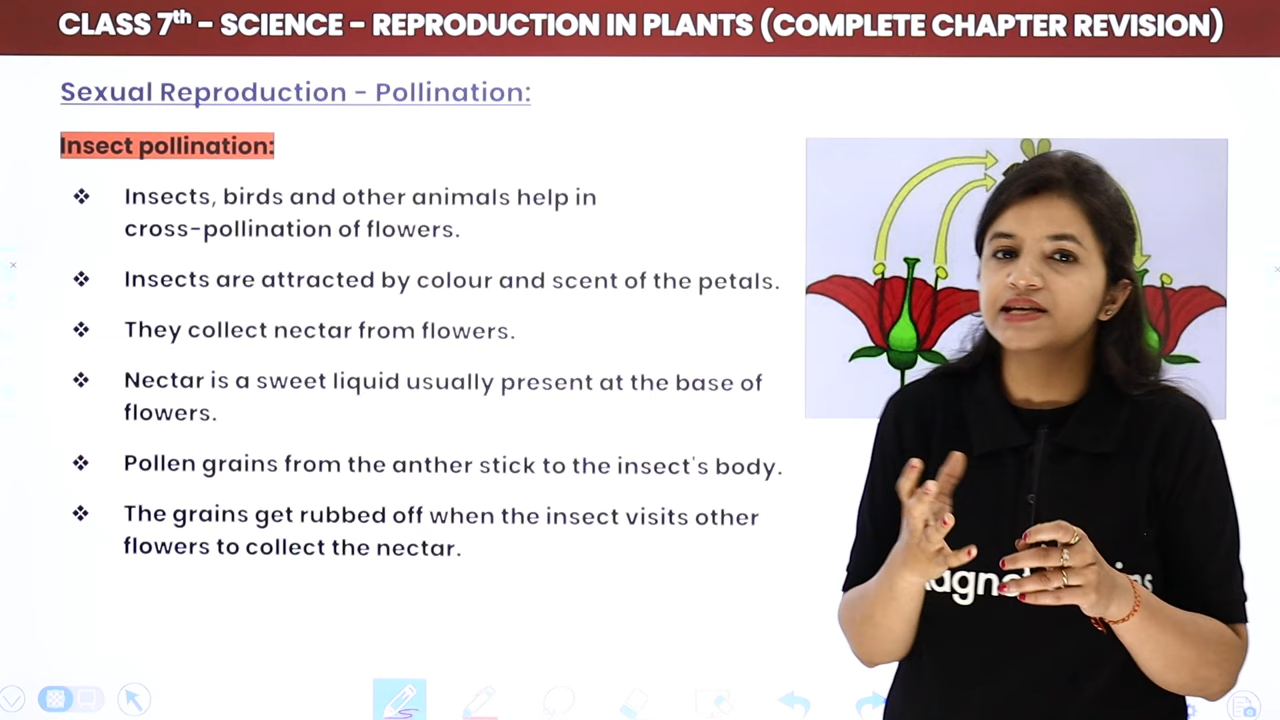 CLASS 7th – SCIENCE – REPRODUCTION IN PLANTS (COMPLETE CHAPTER REVISION)
Sexual Reproduction – Pollination:
Insect pollination:
❖ Insects, birds and other animals help in
cross-pollination of flowers.
❖ Insects are attracted by colour and scent of the petals.
❖ They collect nectar from flowers.
❖ Nectar is a sweet liquid usually present at the base of
flowers.
❖ Pollen grains from the anther stick to the insect's body.
❖ The grains get rubbed off when the insect visits other
flowers to collect the nectar.